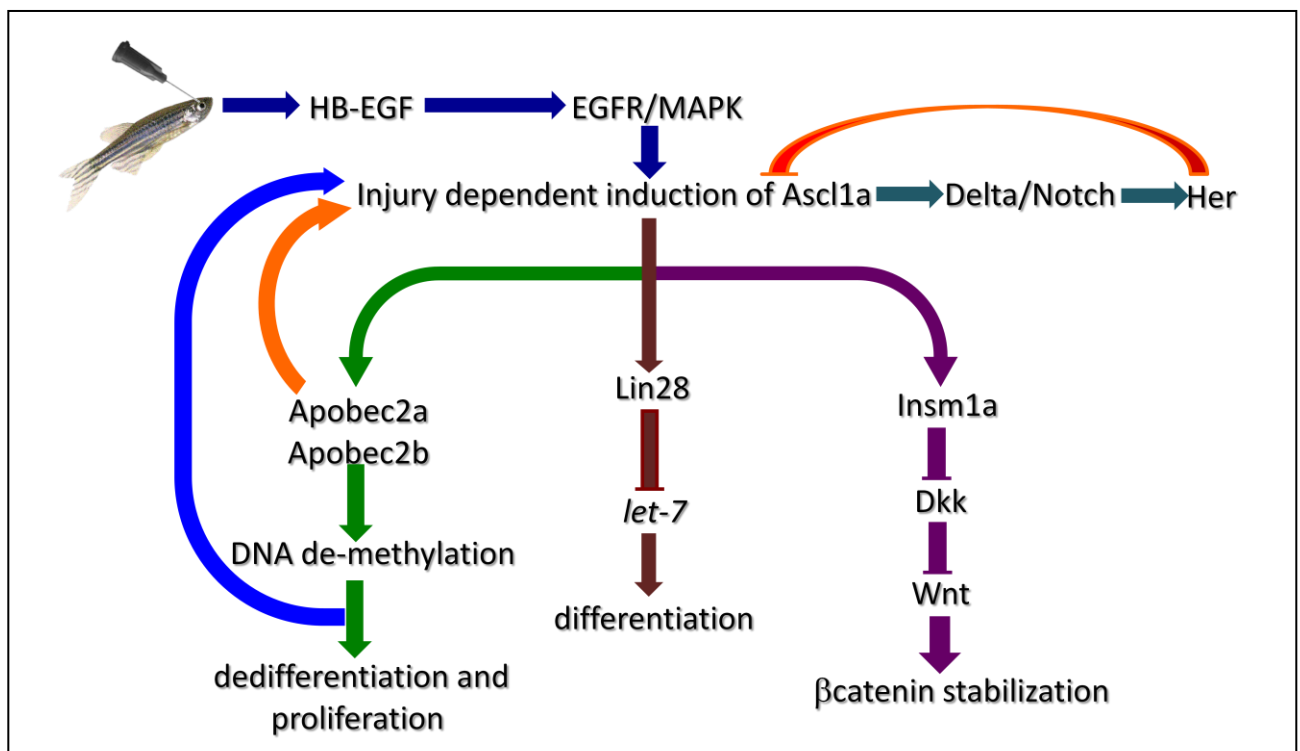 HB-EGF
EGFR/MAPK
Injury dependent induction of Ascl1a
Delta/Notch
Her
Apobec2a
Apobec2b
Lin28
Insm1a
let-7
Dkk
DNA de-methylation
Wnt
differentiation
dedifferentiation and
proliferation
βcatenin stabilization